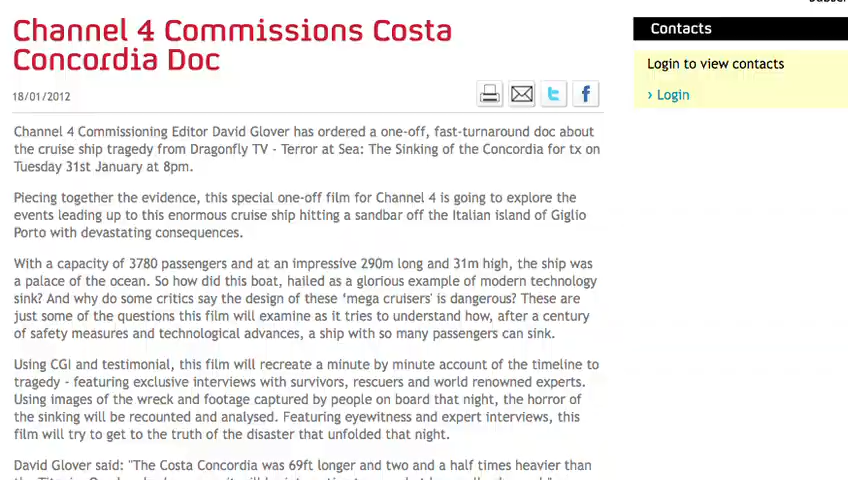 Channel 4 Commissions Costa
Concordia Doc
18/01/2012
Channel 4 Commissioning Editor David Glover has ordered a one-off, fast-turnaround doc about
the cruise ship tragedy from Dragonfly TV - Terror at Sea: The Sinking of the Concordia for tx on
Tuesday 31st January at 8pm.
Piecing together the evidence, this special one-off film for Channel 4 is going to explore the
events leading up to this enormous cruise ship hitting a sandbar off the Italian island of Giglio
Porto with devastating consequences.
With a capacity of 3780 passengers and at an impressive 290m long and 31m high, the ship was
a palace of the ocean. So how did this boat, hailed as a glorious example of modern technology
sink? And why do some critics say the design of these ‘mega cruisers' is dangerous? These are
just some of the questions this film will examine as it tries to understand how, after a century
of safety measures and technological advances, a ship with so many passengers can sink.
Using CGI and testimonial, this film will recreate a minute by minute account of the timeline to
tragedy - featuring exclusive interviews with survivors, rescuers and world renowned experts.
Using images of the wreck and footage captured by people on board that night, the horror of
the sinking will be recounted and analysed. Featuring eyewitness and expert interviews, this
film will try to get to the truth of the disaster that unfolded that night.
David Glover said: "The Costa Concordia was 69ft longer and two and a half times heavier than
Contacts
Login to view contacts
› Login